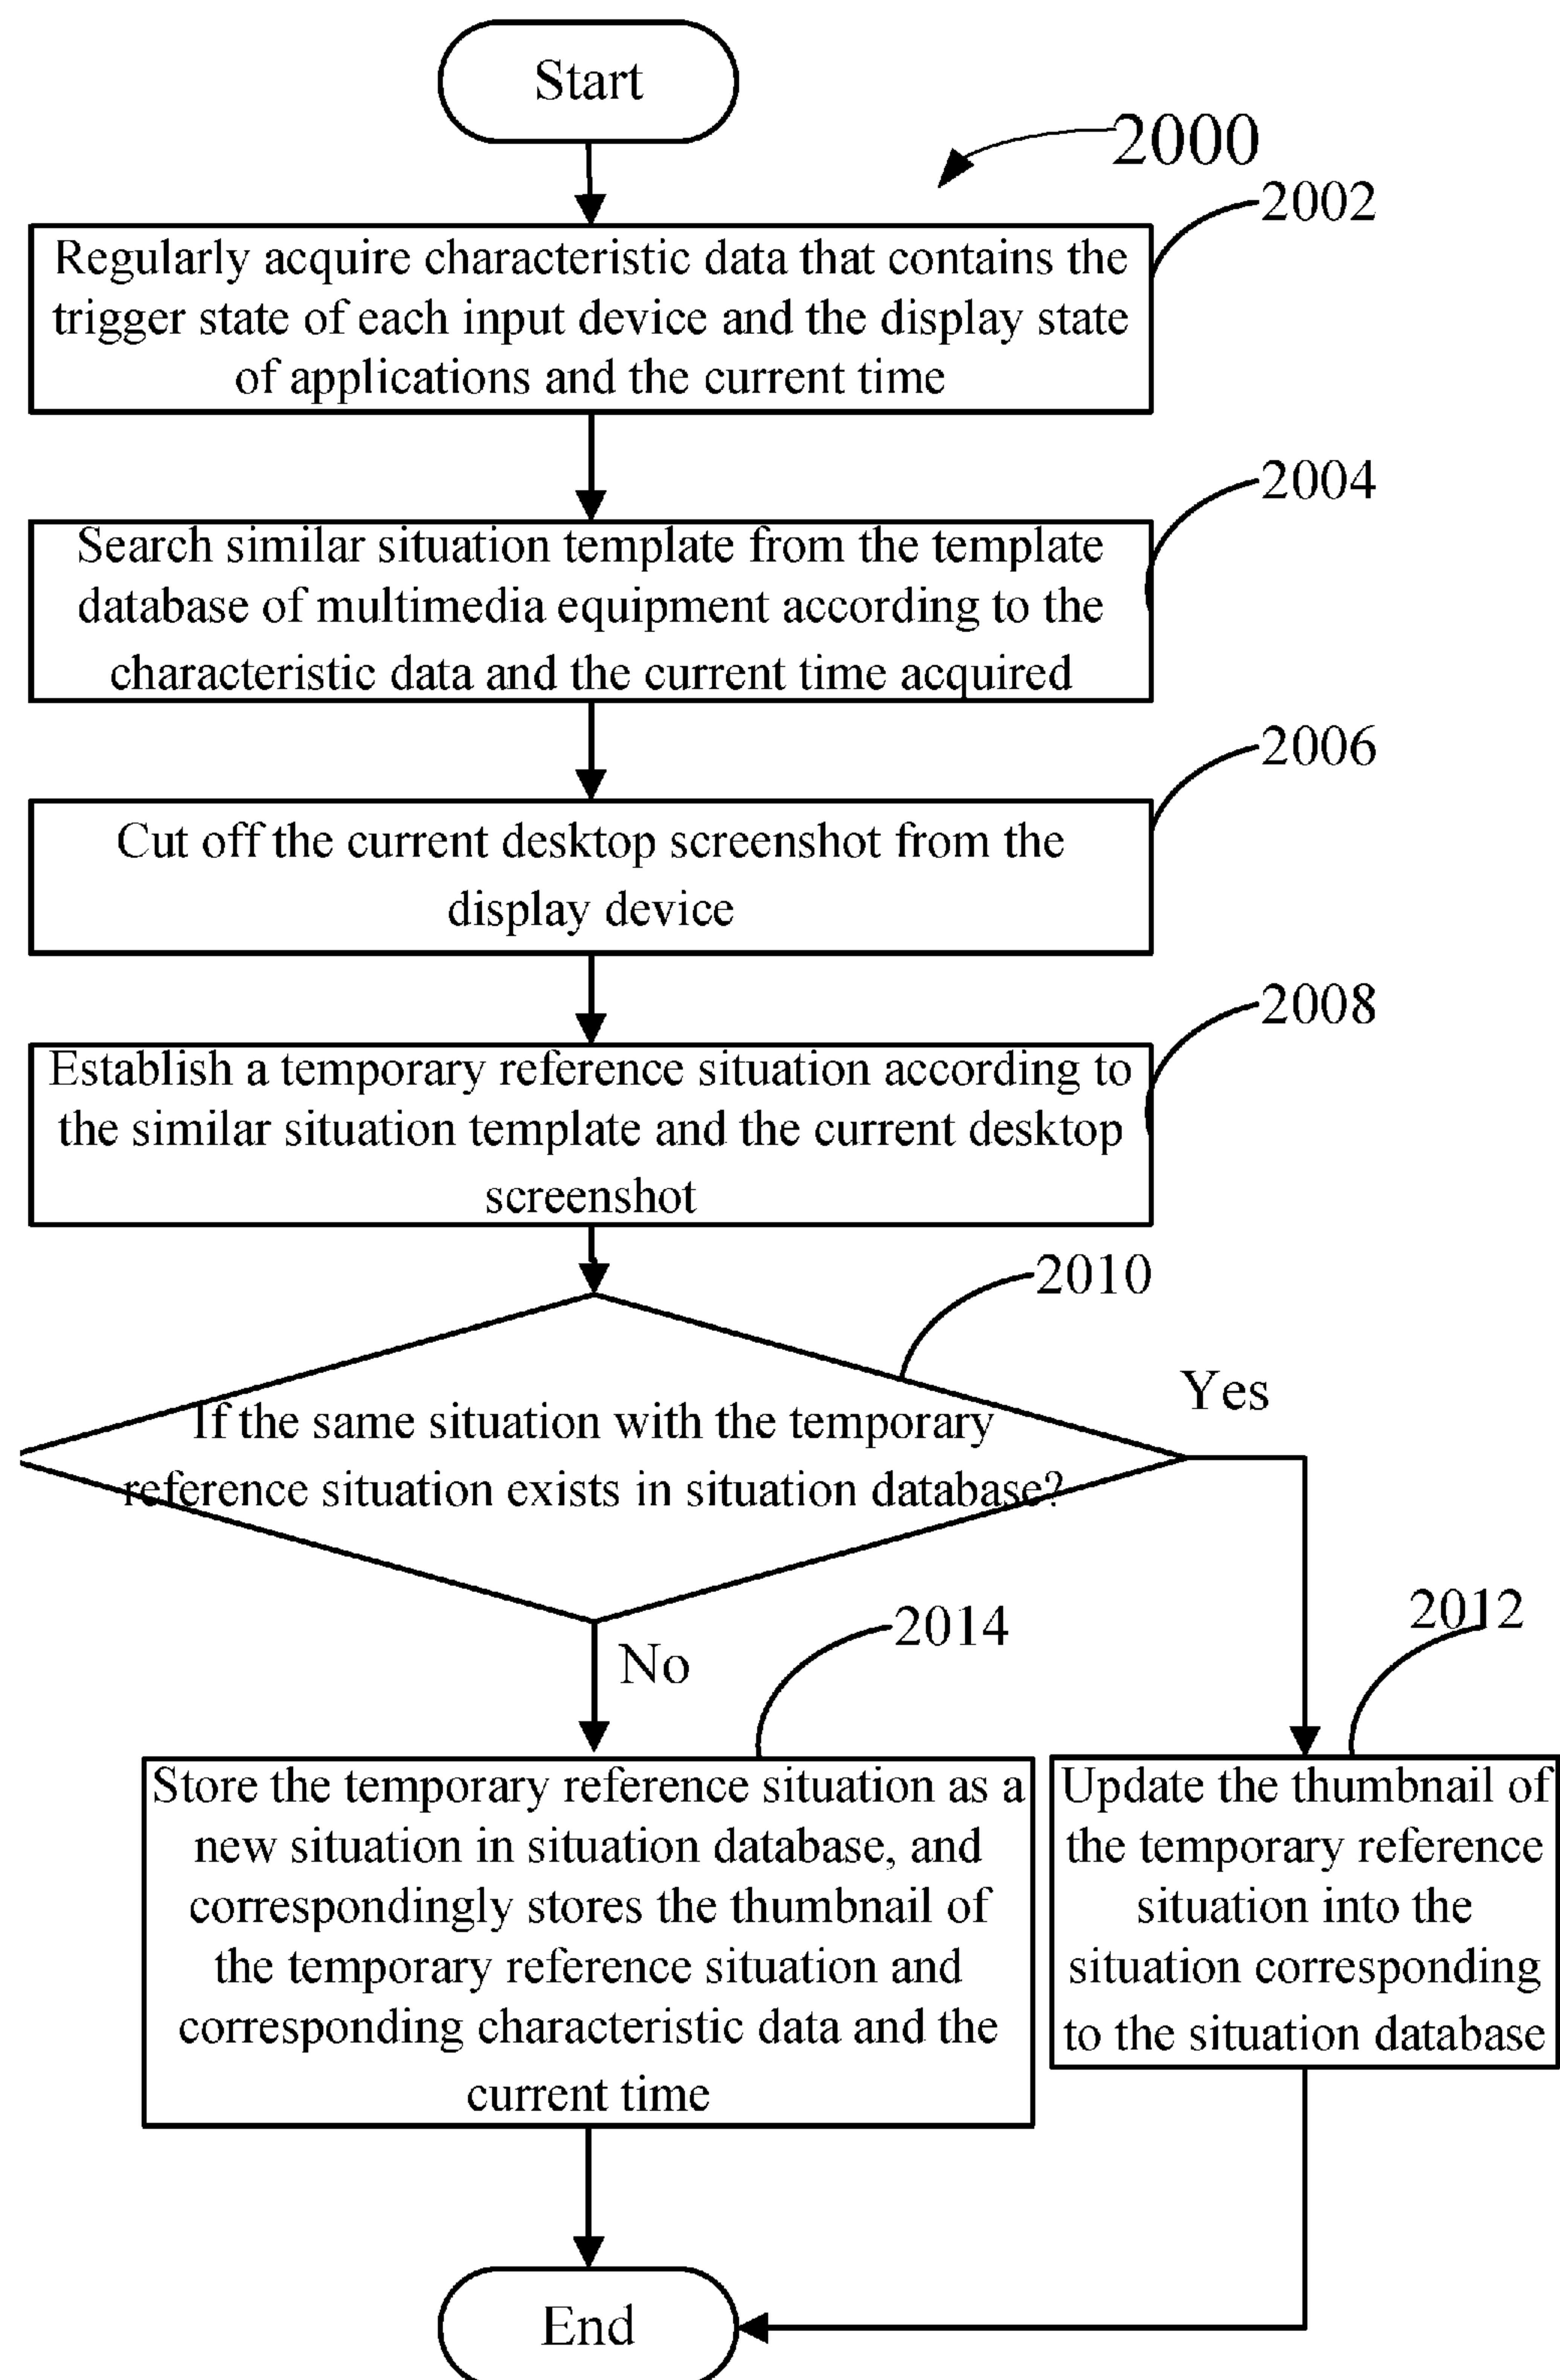 Start
2000
2002
Regularly acquire characteristic data that contains the
trigger state of each input device and the display state
of applications and the current time
2004
Search similar situation template from the template
database of multimedia equipment according to the
characteristic data and the current time acquired
2006
Cut off the current desktop screenshot from the
display device
2008
Establish a temporary reference situation according to
the similar situation template and the current desktop
screenshot
2010
Yes
If the same situation with the temporary
reference situation exists in situation database?
2012
2014
No
Store the temporary reference situation as a
new situation in situation database, and
correspondingly stores the thumbnail of
the temporary reference situation and
corresponding characteristic data and the
current time
Update the thumbnail of
the temporary reference
situation into the
situation corresponding
to the situation database
End